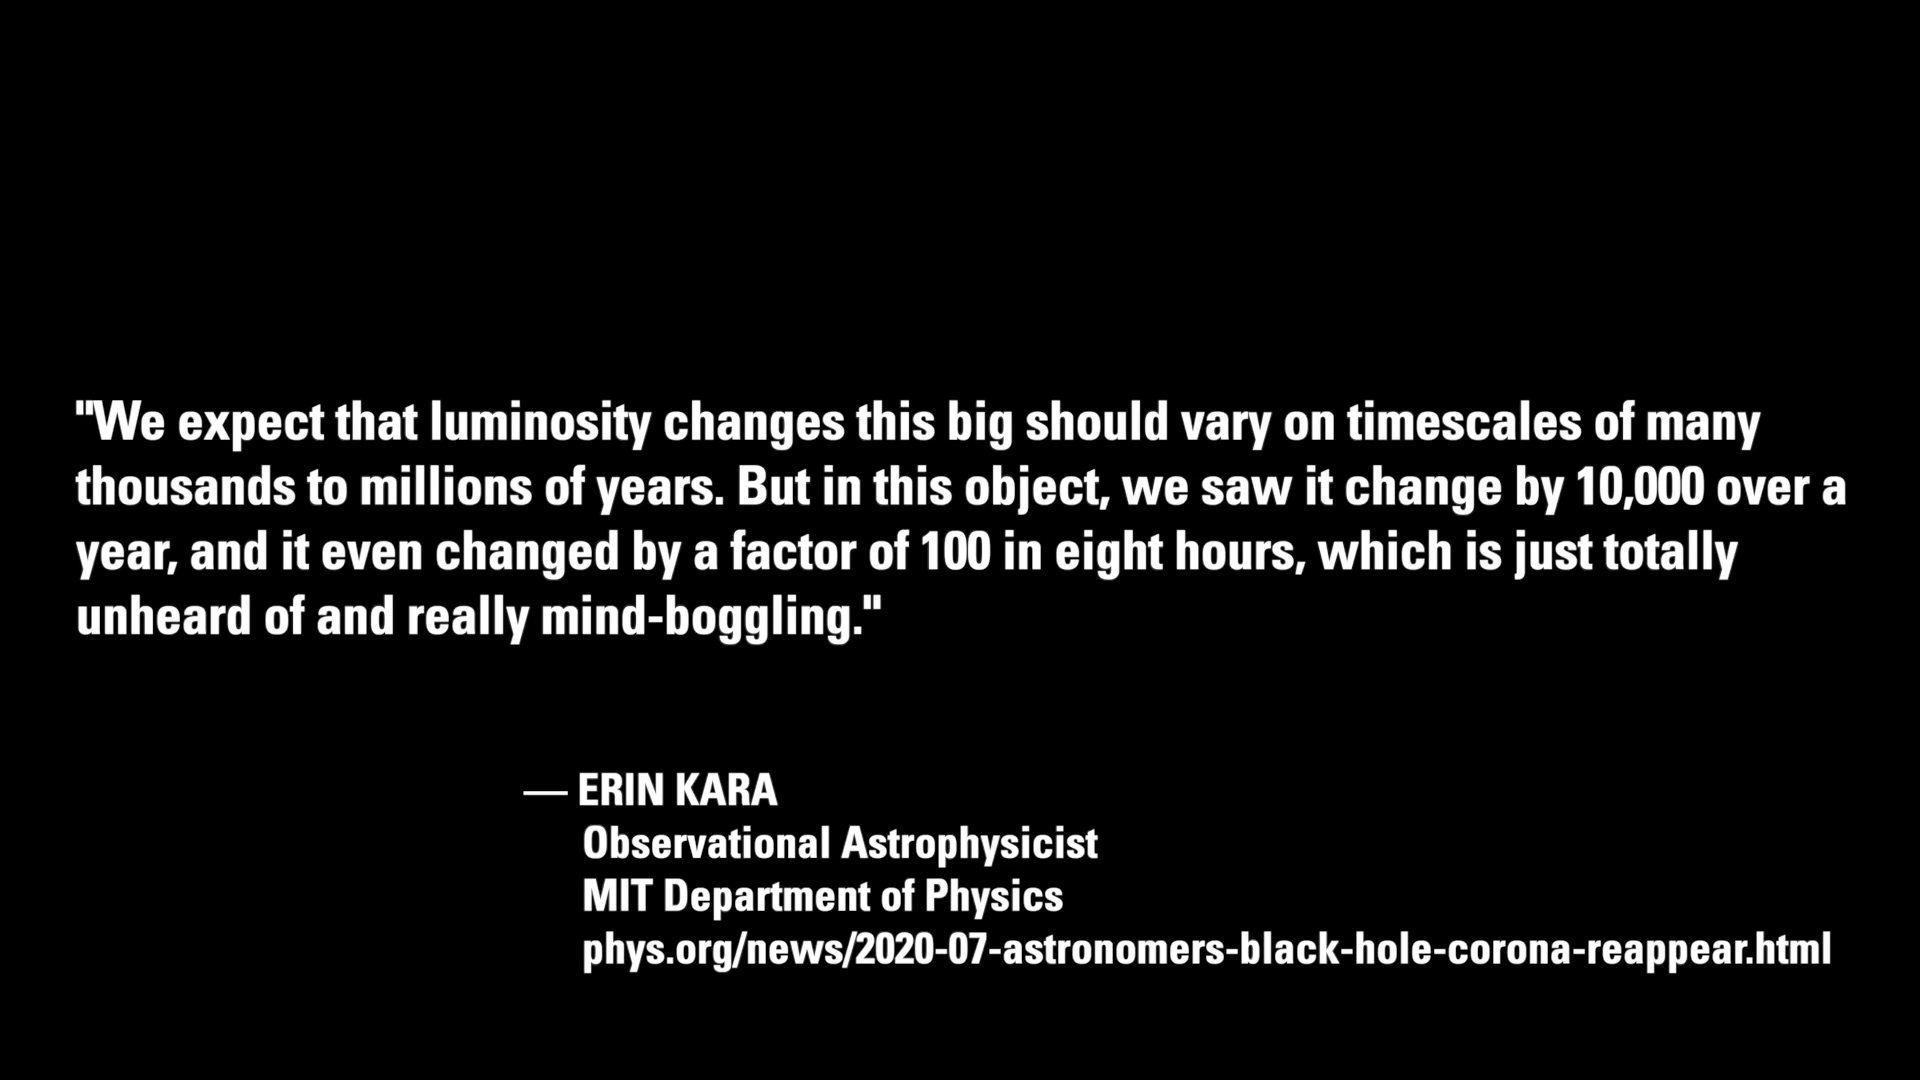 "We expect that luminosity changes this big should vary on timescales of many
thousands to millions of years. But in this object, we saw it change by 10,000 over a
year, and it even changed by a factor of 100 in eight hours, which is just totally
unheard of and really mind-boggling."
— ERIN KARA
Observational Astrophysicist
MIT Department of Physics
phys.org/news/2020-07-astronomers-black-hole-corona-reappear.html